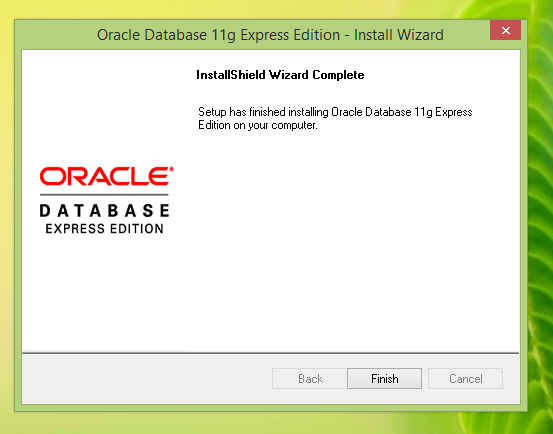 Oracle Database 11g Express Edition - Install Wizard
InstallShield Wizard Complete
Setup has finished installing Oracle Database 11g Express
Edition on your computer.
ORACLE®
DATABASE
EXPRESS EDITION
Back
Finish
Cancel